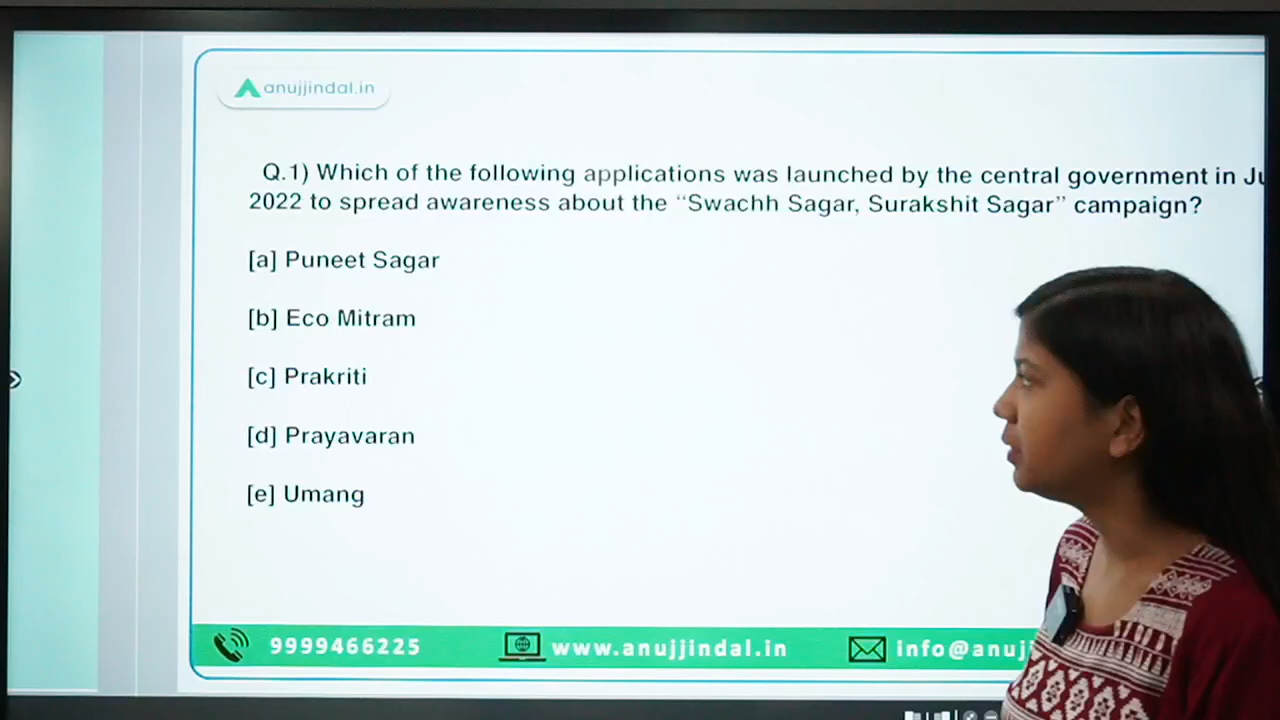 anujjindal.in
Q.1) Which of the following applications was launched by the central government in
2022 to spread awareness about the “Swachh Sagar, Surakshit Sagar” campaign?
[a] Puneet Sagar
[b] Eco Mitram
[c] Prakriti
[d] Prayavaran
[e] Umang
9999466225 www.anujjindal.in